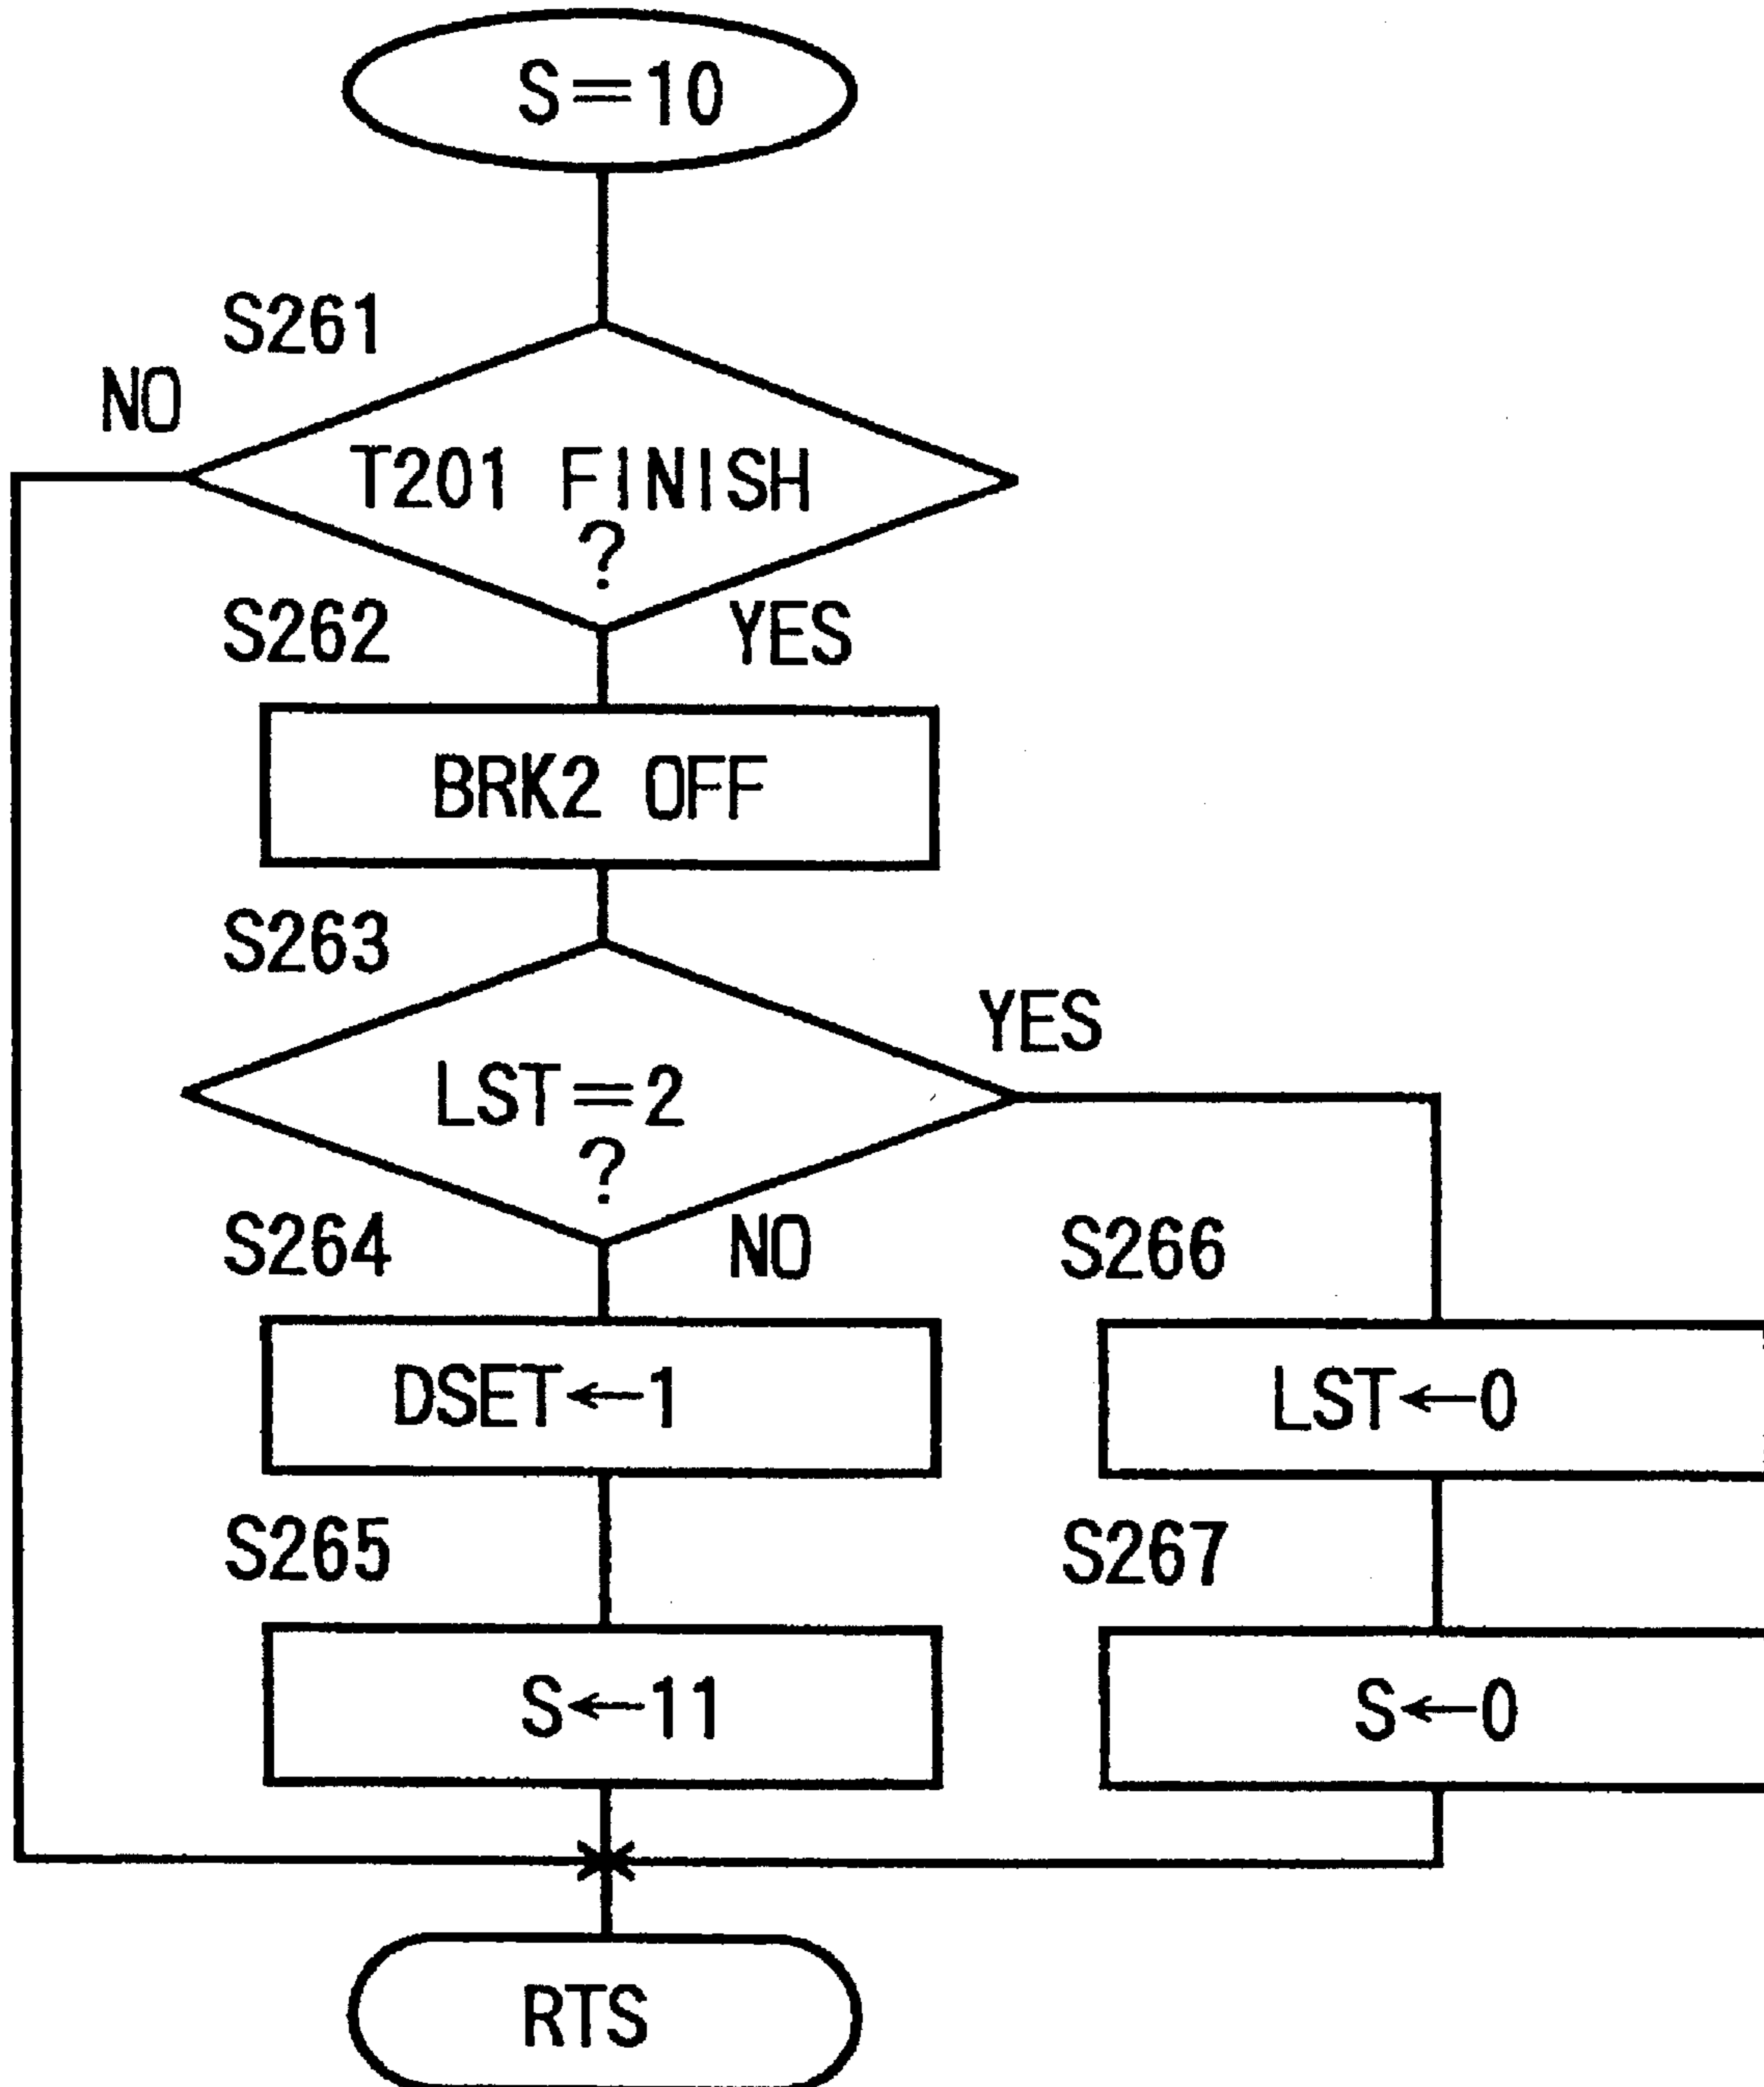 S=10
S261
NO
T201 FINISH
?
S262
YES
BRK2 OFF
S263
YES
LST=2
?
S264
NO
S266
DSET←1
LST←0
S265
S267
S←11
S←0
RTS